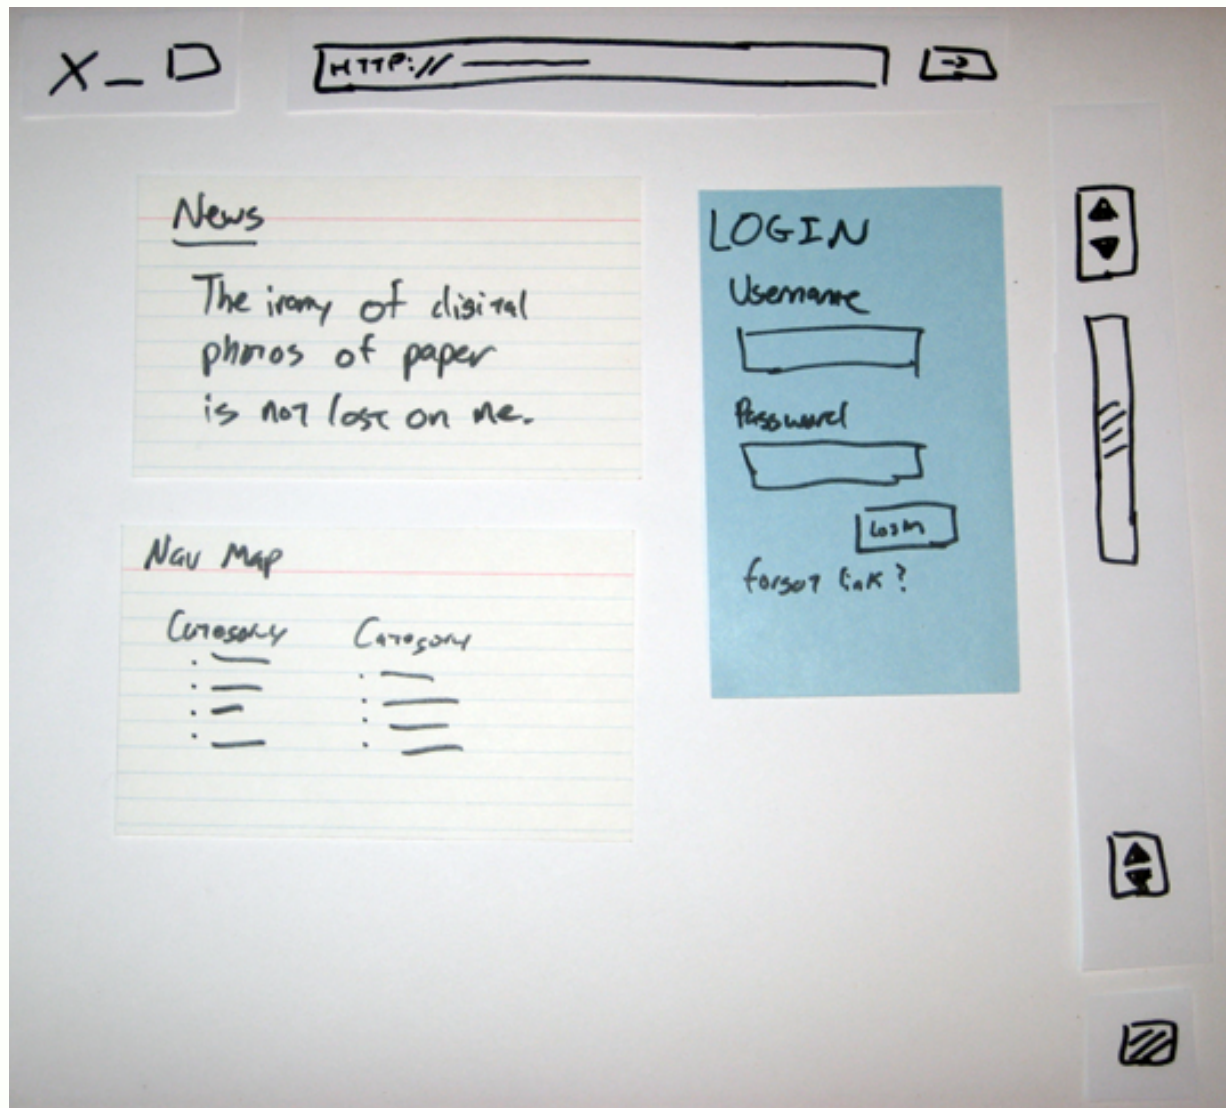 X _
HTTP://
News
The irony of digital
photos of paper
is not lost on me.
LOGIN
Username
Password
Login
forgot link?
Nav Map
Category Category